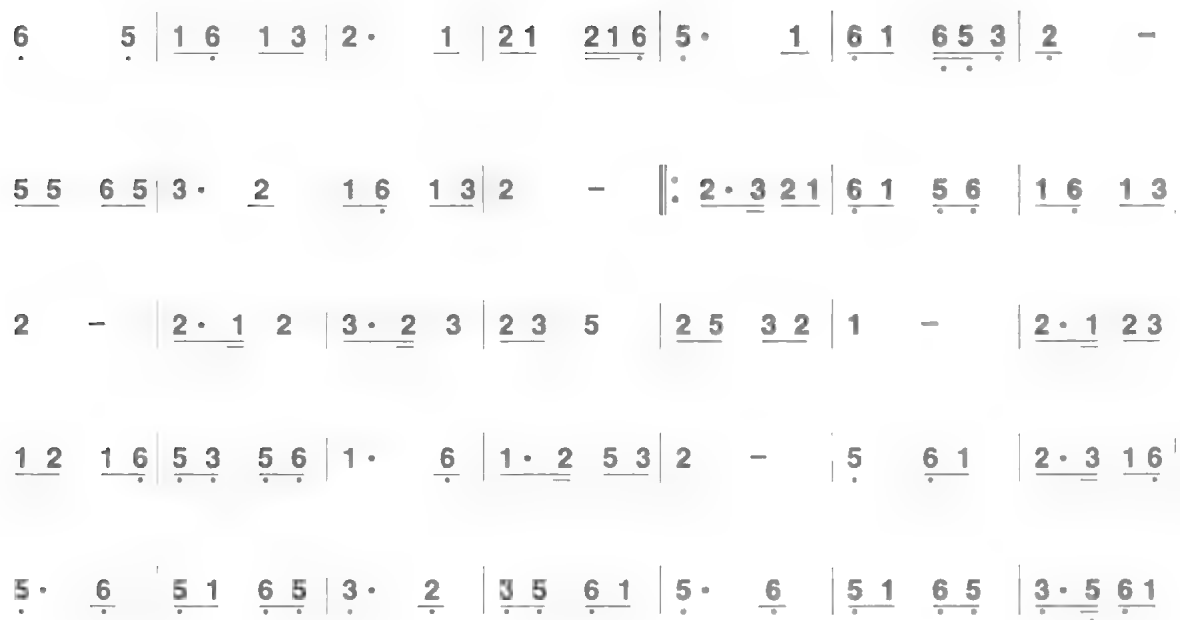 6 5 | 1 6 1 3 | 2 · 1 | 2 1 2 1 6 | 5 · 1 | 6 1 6 5 3 | 2 –
5 5 6 5 | 3 · 2 1 6 1 3 | 2 – ‖: 2 · 3 2 1 | 6 1 5 6 | 1 6 1 3
2 – | 2 · 1 2 | 3 · 2 3 | 2 3 5 | 2 5 3 2 | 1 – | 2 · 1 2 3
1 2 1 6 | 5 3 5 6 | 1 · 6 | 1 · 2 5 3 | 2 – | 5 6 1 | 2 · 3 1 6
5 · 6 | 5 1 6 5 | 3 · 2 | 3 5 6 1 | 5 · 6 | 5 1 6 5 | 3 · 5 6 1